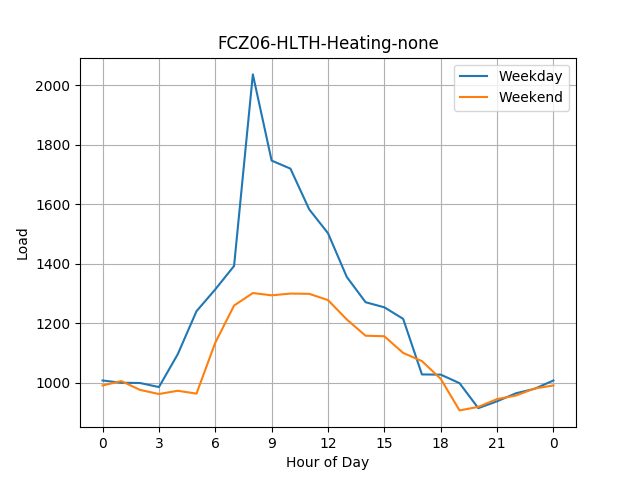 FCZ06-HLTH-Heating-none
Weekday
Weekend
Load
2000
1800
1600
1400
1200
1000
0 3 6 9 12 15 18 21 0
Hour of Day